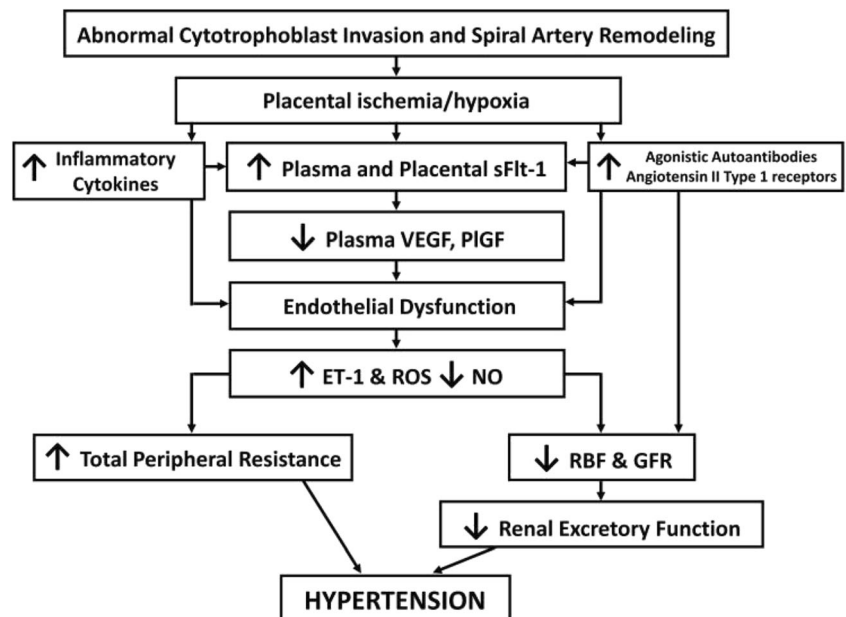 Abnormal Cytotrophoblast Invasion and Spiral Artery Remodeling
Placental ischemia/hypoxia
↑ Inflammatory
Cytokines
↑ Plasma and Placental sFlt-1
↑ Agonistic Autoantibodies
Angiotensin II Type 1 receptors
↓ Plasma VEGF, PlGF
Endothelial Dysfunction
↑ ET-1 & ROS ↓ NO
↑ Total Peripheral Resistance
↓ RBF & GFR
↓ Renal Excretory Function
HYPERTENSION